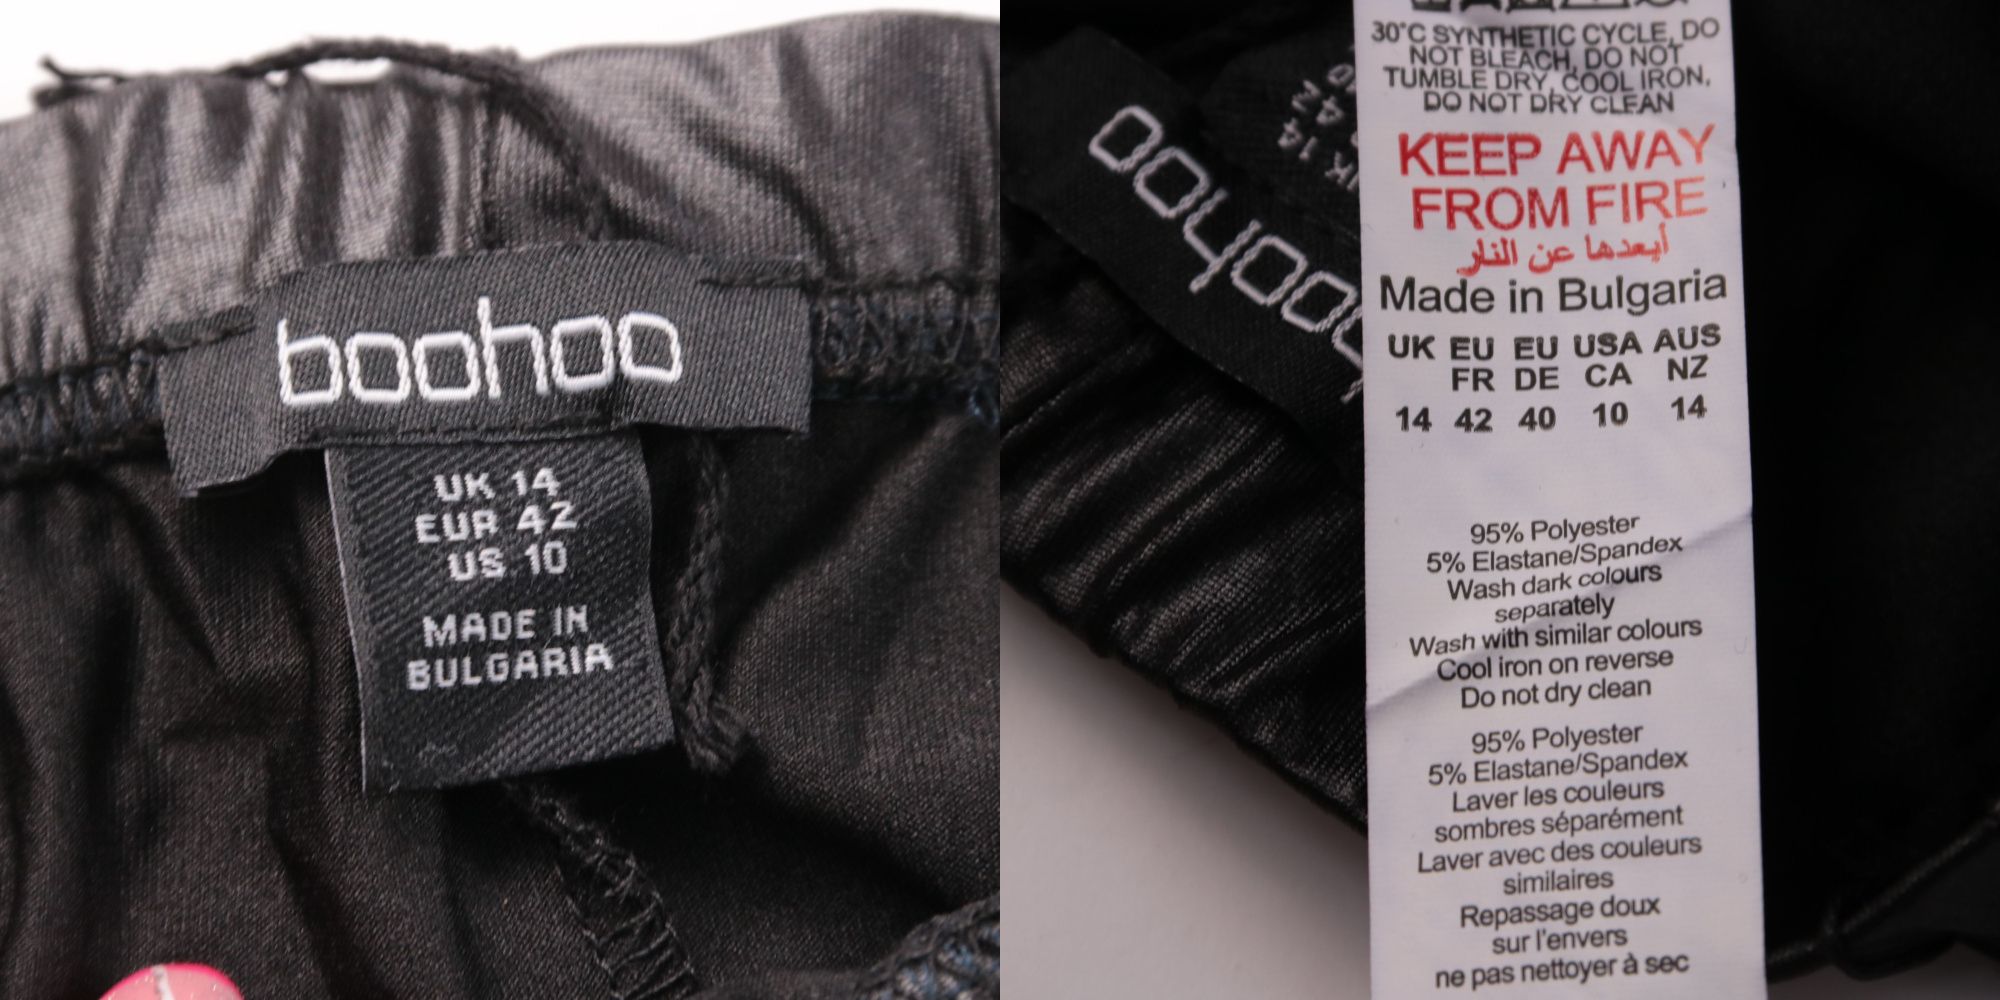 boohoo
UK 14
EUR 42
US 10
MADE IN
BULGARIA
boohoo
UK 14
42
30°C SYNTHETIC CYCLE, DO
NOT BLEACH, DO NOT
TUMBLE DRY, COOL IRON,
DO NOT DRY CLEAN
KEEP AWAY
FROM FIRE
أبعدها عن النار
Made in Bulgaria
UK EU EU USA AUS
FR DE CA NZ
14 42 40 10 14
95% Polyester
5% Elastane/Spandex
Wash dark colours
separately
Wash with similar colours
Cool iron on reverse
Do not dry clean
95% Polyester
5% Elastane/Spandex
Laver les couleurs
sombres séparément
Laver avec des couleurs
similaires
Repassage doux
sur l'envers
ne pas nettoyer à sec